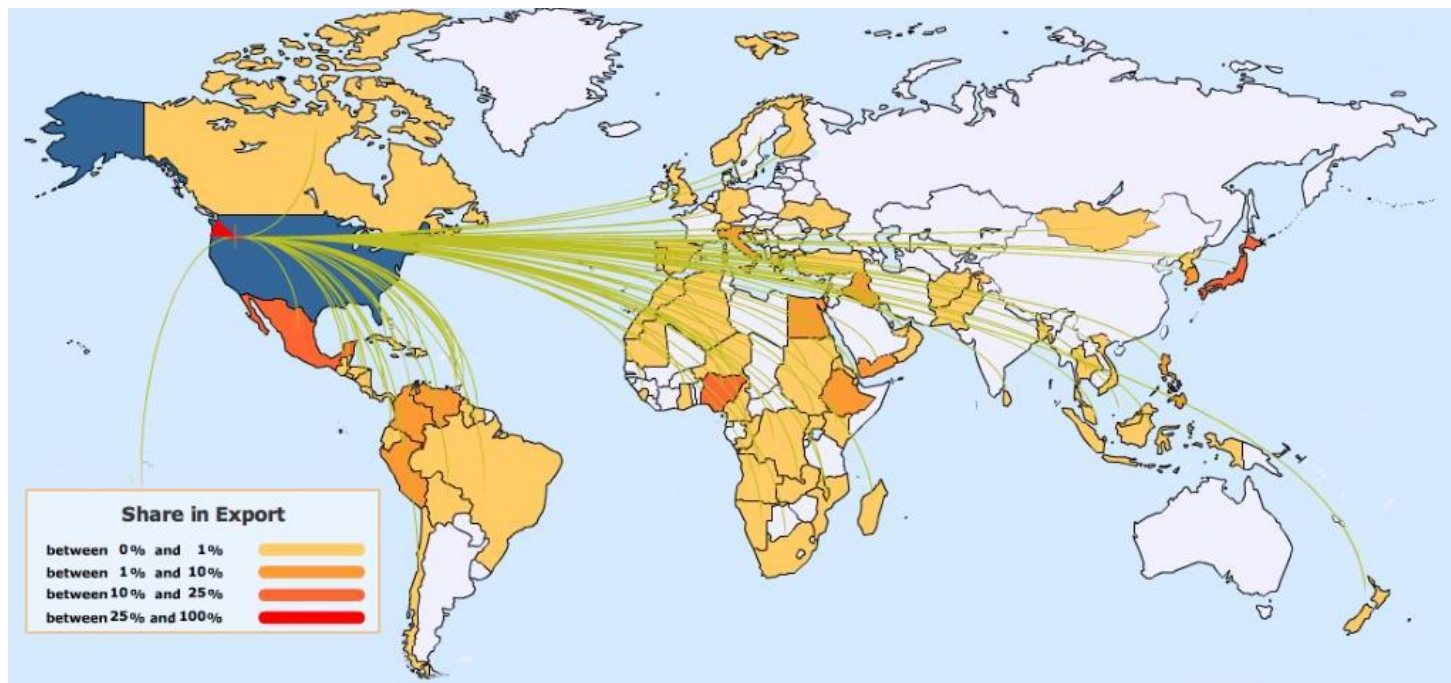 Share in Export
between 0% and 1%
between 1% and 10%
between 10% and 25%
between 25% and 100%